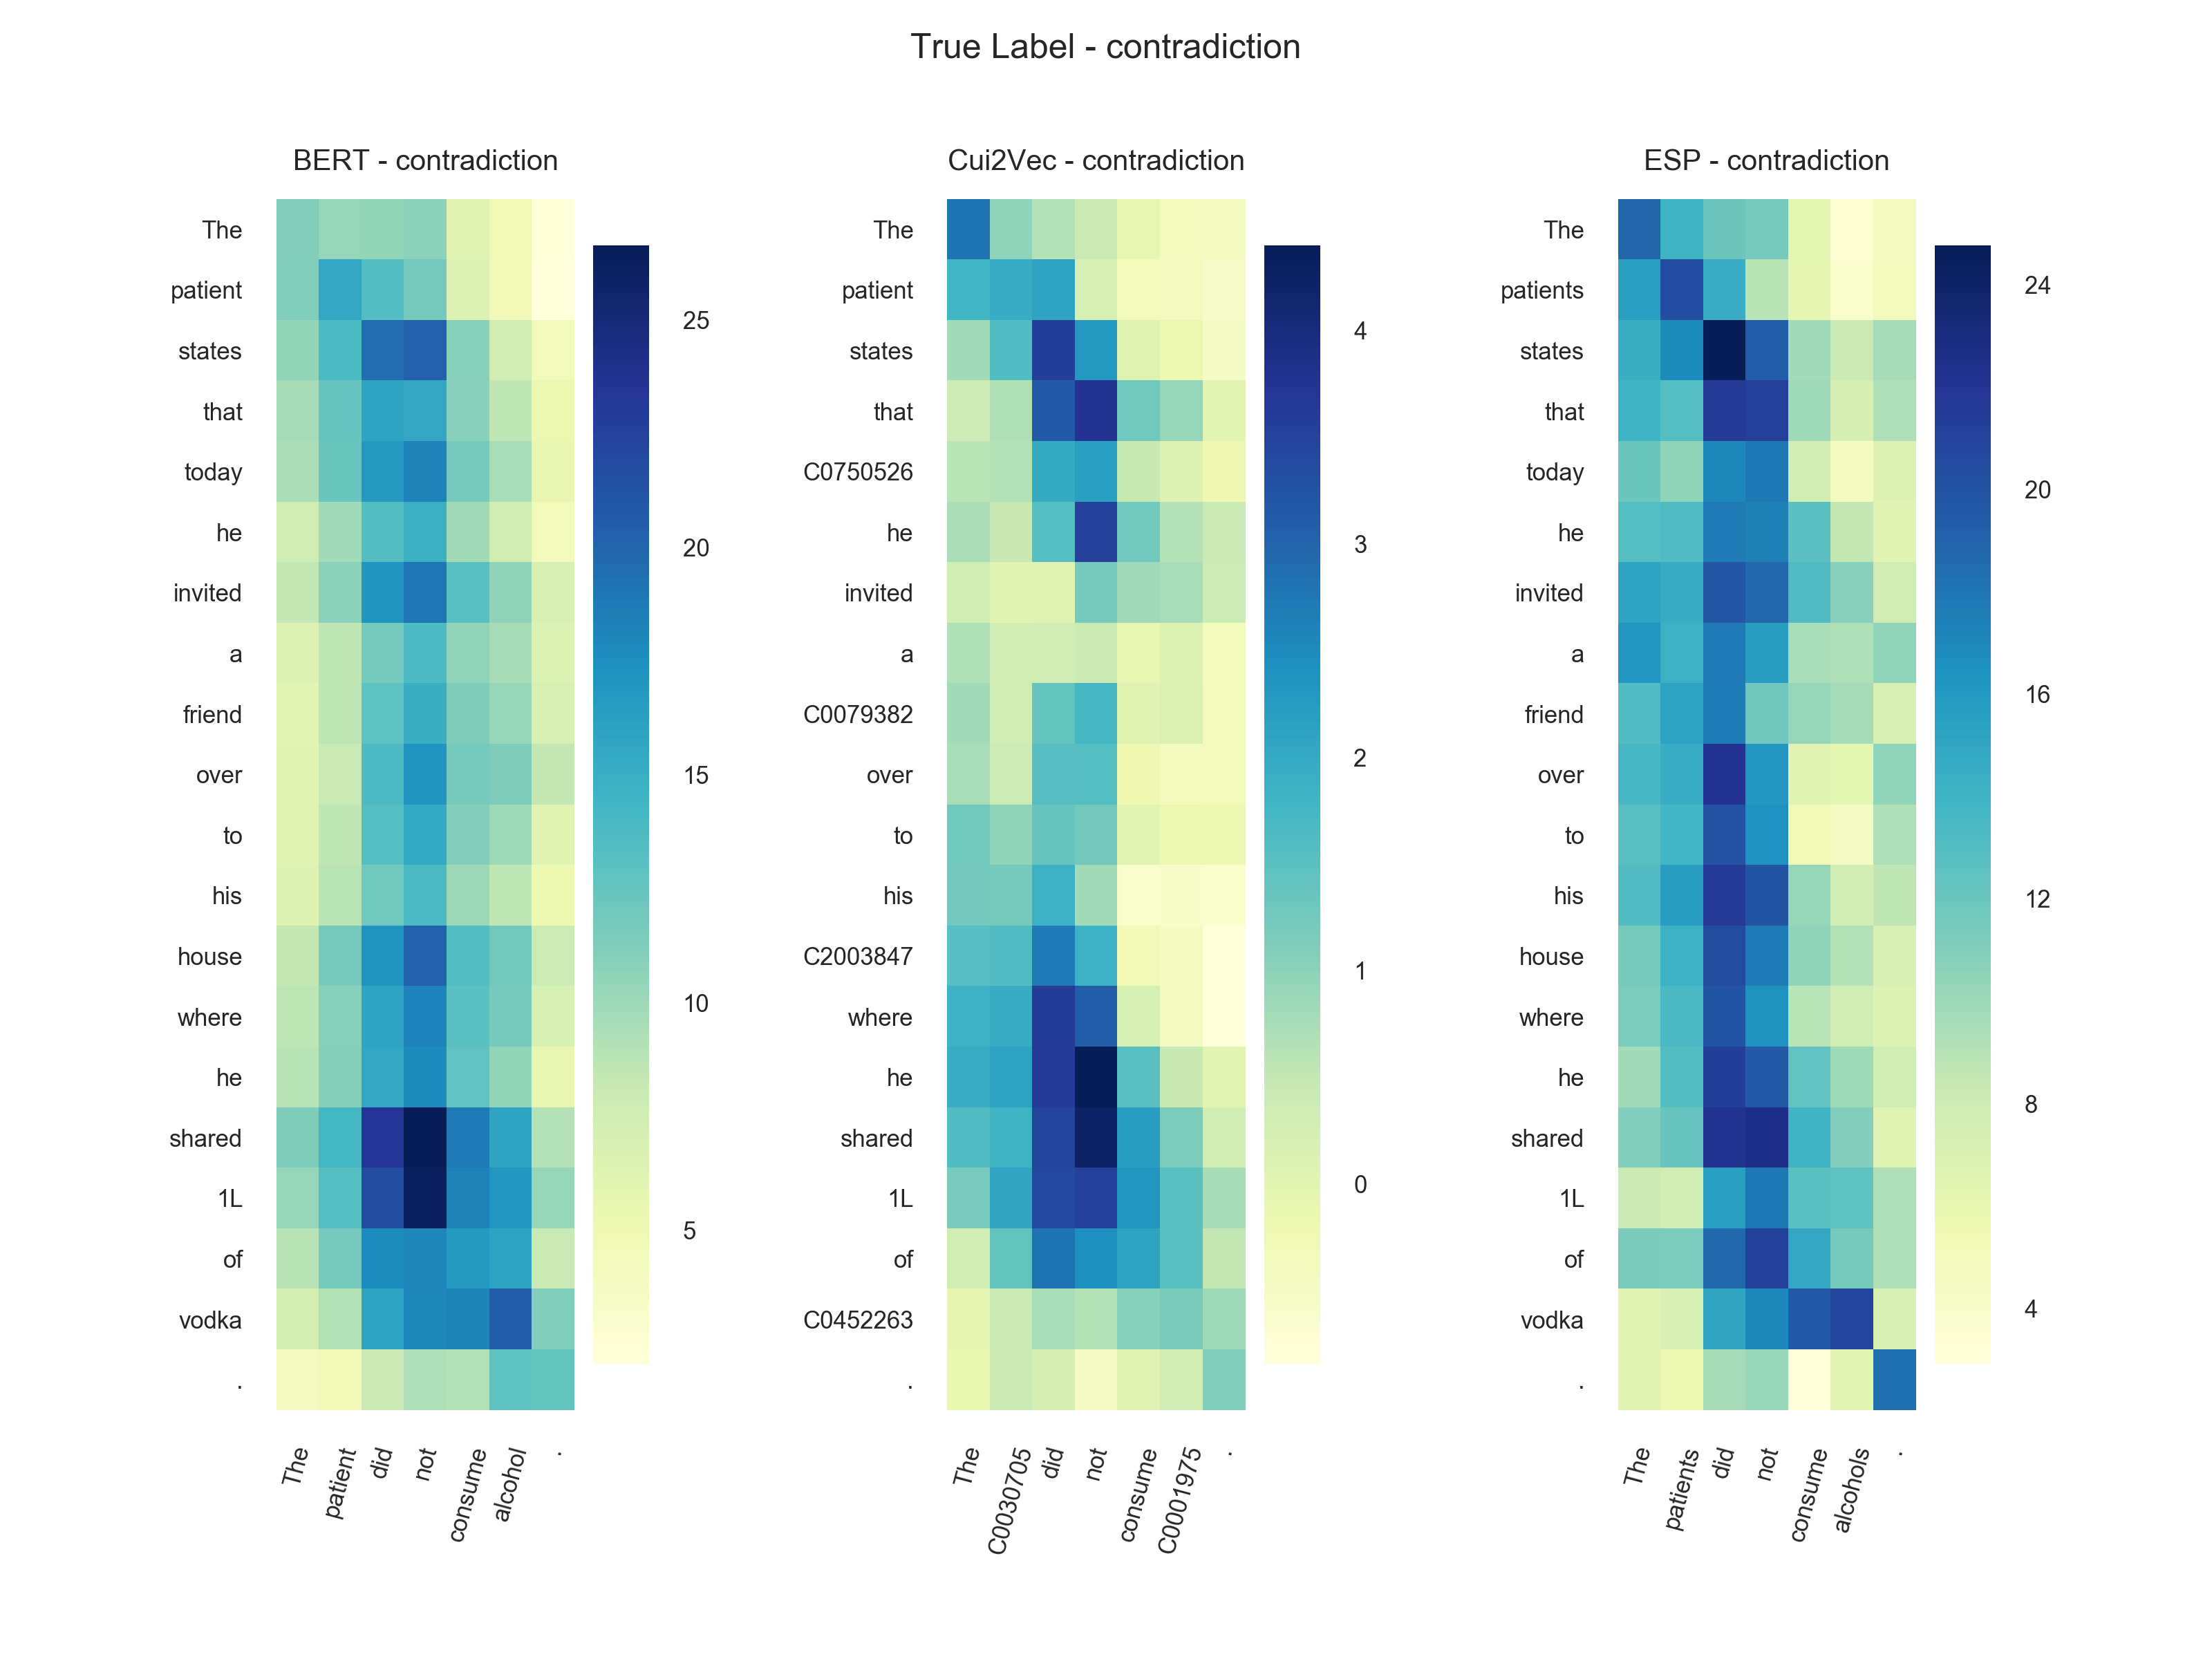 True Label - contradiction
BERT - contradiction
The
patient
states
that
today
he
invited
a
friend
over
to
his
house
where
he
shared
1L
of
vodka
.
The
patient
did
not
consume
alcohol
.
25
20
15
10
5
Cui2Vec - contradiction
The
patient
states
that
C0750526
he
invited
a
C0079382
over
to
his
C2003847
where
he
shared
1L
of
C0452263
.
The
C0030705
did
not
consume
C0001975
.
4
3
2
1
0
ESP - contradiction
The
patients
states
that
today
he
invited
a
friend
over
to
his
house
where
he
shared
1L
of
vodka
.
The
patients
did
not
consume
alcohols
.
24
20
16
12
8
4